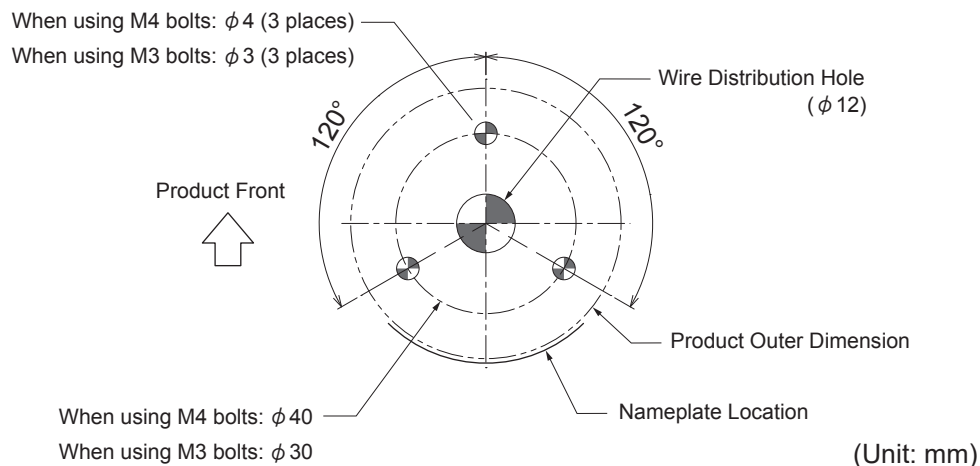 When using M4 bolts: φ4 (3 places)
When using M3 bolts: φ3 (3 places)
Wire Distribution Hole
(φ12)
120°
120°
Product Front
Product Outer Dimension
Nameplate Location
When using M4 bolts: φ40
When using M3 bolts: φ30
(Unit: mm)